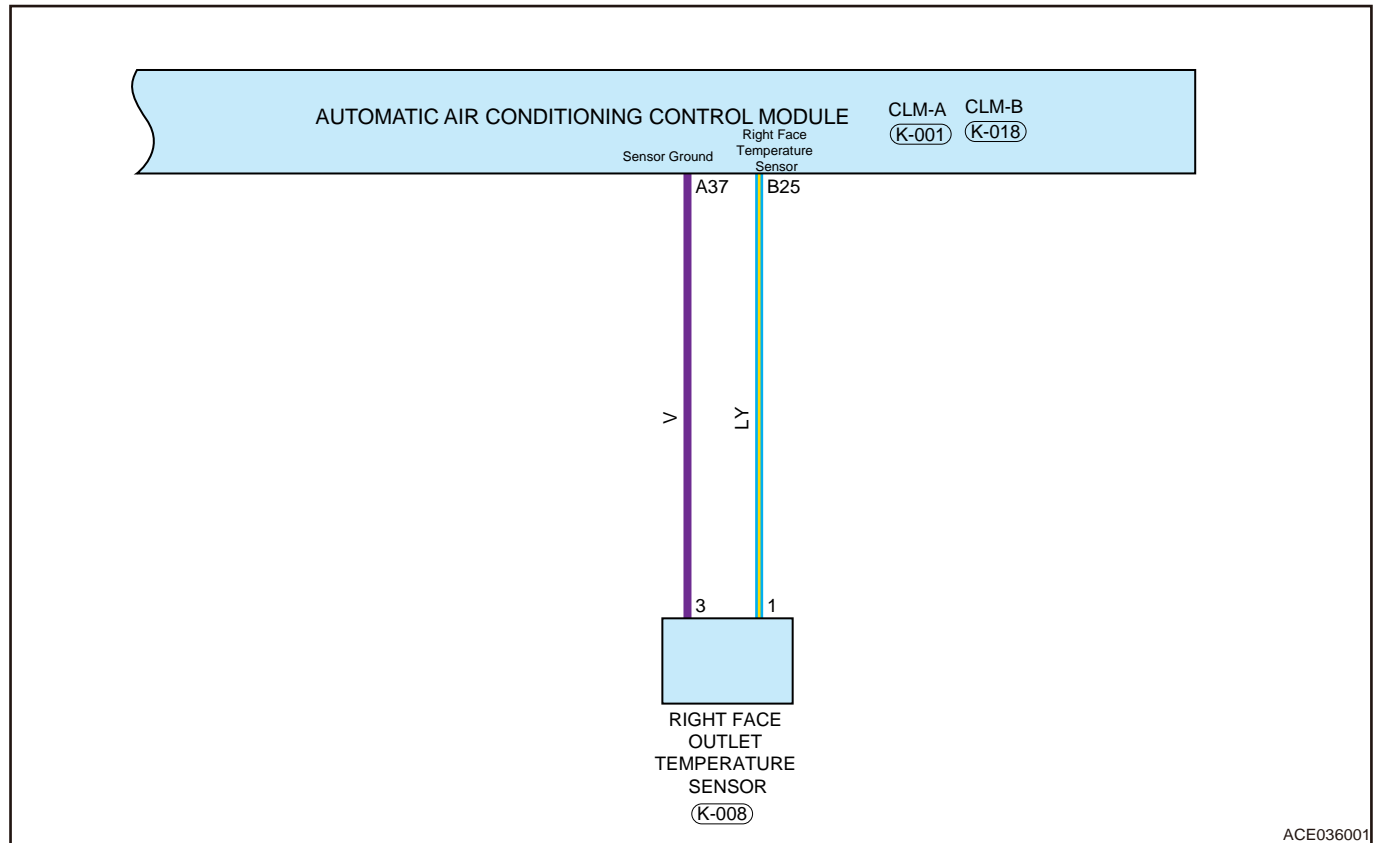 AUTOMATIC AIR CONDITIONING CONTROL MODULE
CLM-A
CLM-B
K-001
K-018
Sensor Ground
Right Face
Temperature
Sensor
A37
B25
V
LY
3
1
RIGHT FACE
OUTLET
TEMPERATURE
SENSOR
K-008
ACE036001